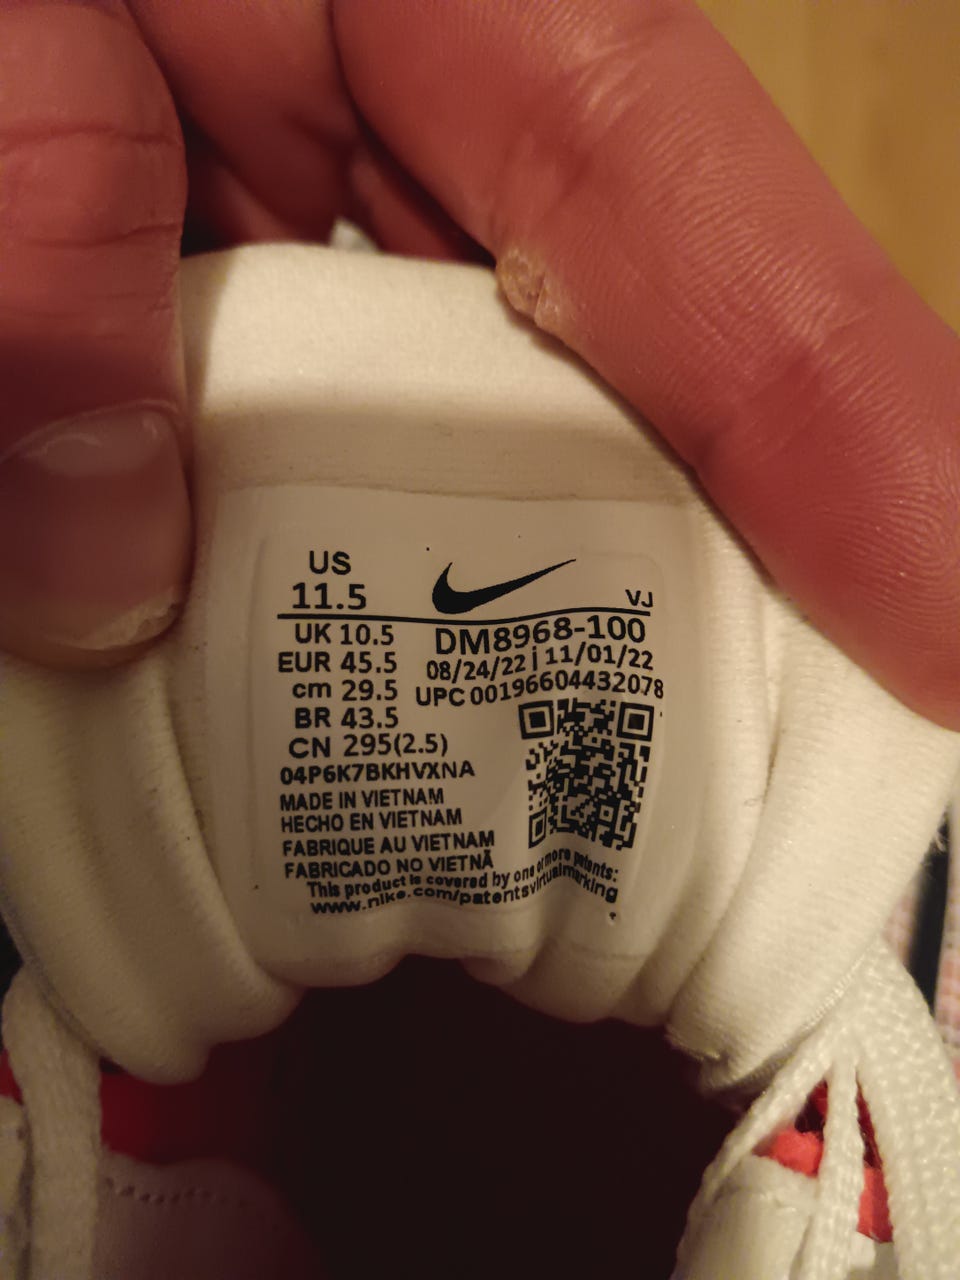 US
11.5
VJ
UK 10.5
EUR 45.5
cm 29.5
BR 43.5
CN 295(2.5)
04P6K7BKHVXNA
DM8968-100
08/24/22 | 11/01/22
UPC 00196604432078
MADE IN VIETNAM
HECHO EN VIETNAM
FABRIQUE AU VIETNAM
FABRICADO NO VIETNÃ
This product is covered by one or more patents:
www.nike.com/patentsvirtualmarking